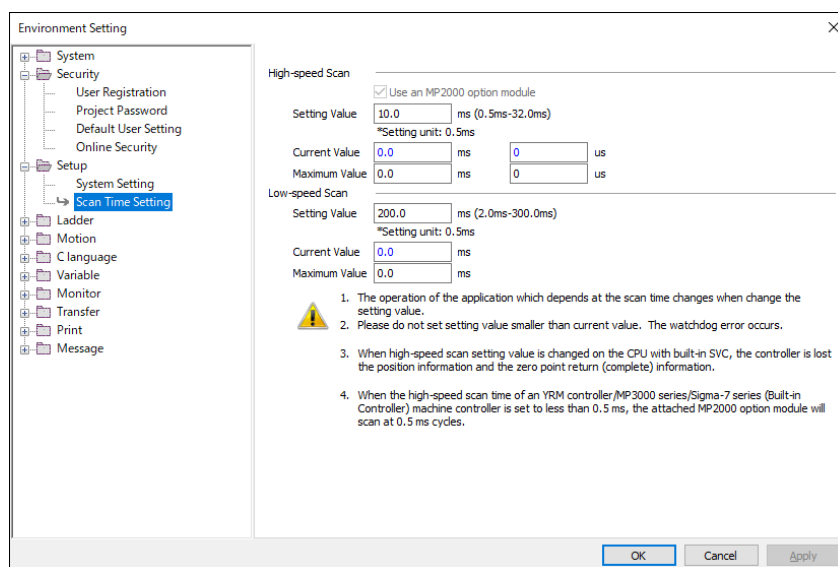 Environment Setting
System
Security
User Registration
Project Password
Default User Setting
Online Security
Setup
System Setting
Scan Time Setting
Ladder
Motion
C language
Variable
Monitor
Transfer
Print
Message
High-speed Scan
Use an MP2000 option module
Setting Value 10.0 ms (0.5ms-32.0ms)
*Setting unit: 0.5ms
Current Value 0.0 ms 0 us
Maximum Value 0.0 ms 0 us
Low-speed Scan
Setting Value 200.0 ms (2.0ms-300.0ms)
*Setting unit: 0.5ms
Current Value 0.0 ms
Maximum Value 0.0 ms
1. The operation of the application which depends at the scan time changes when change the
setting value.
2. Please do not set setting value smaller than current value. The watchdog error occurs.
3. When high-speed scan setting value is changed on the CPU with built-in SVC, the controller is lost
the position information and the zero point return (complete) information.
4. When the high-speed scan time of an YRM controller/MP3000 series/Sigma-7 series (Built-in
Controller) machine controller is set to less than 0.5 ms, the attached MP2000 option module will
scan at 0.5 ms cycles.
OK Cancel Apply